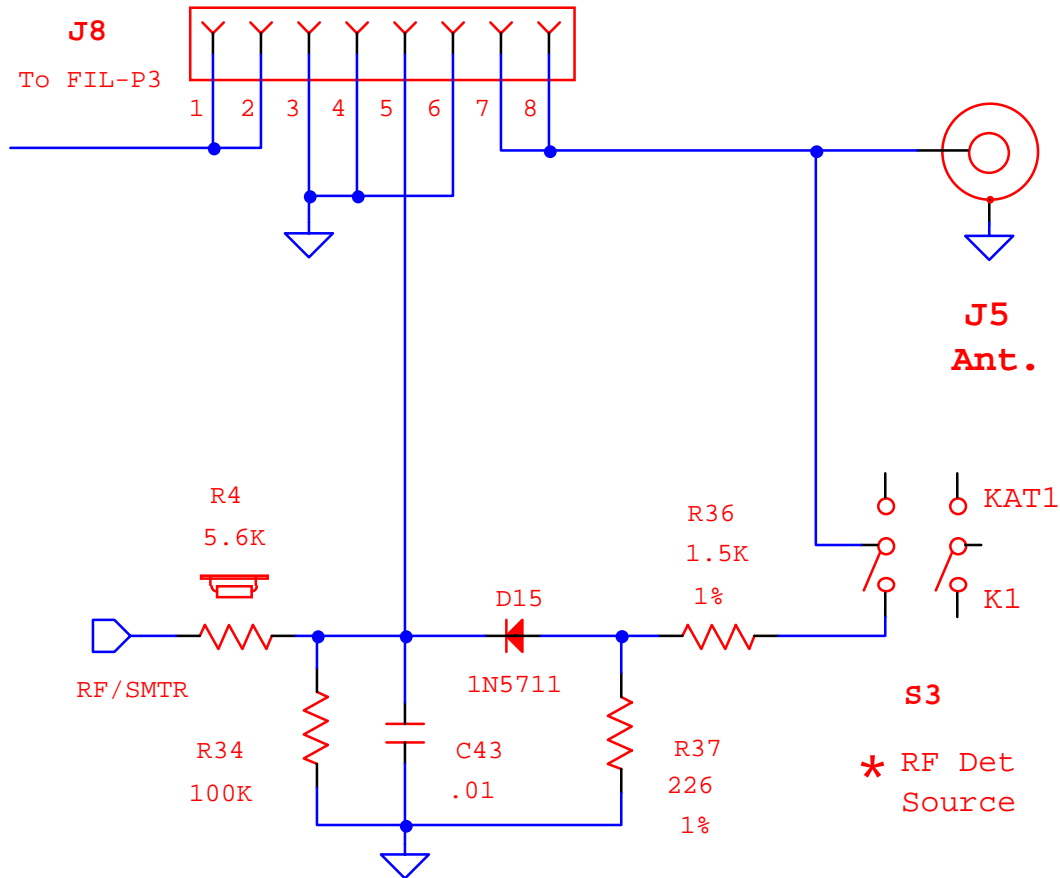 J8
To FIL-P3
1 2 3 4 5 6 7 8
J5
Ant.
R4
5.6K
R36
1.5K
1%
KAT1
K1
D15
1N5711
RF/SMTR
S3
R34
100K
C43
.01
R37
226
1%
* RF Det
Source